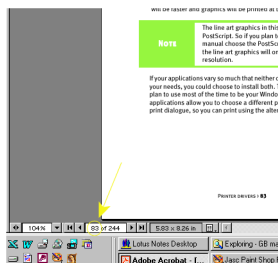 will be faster and graphics will be printed at
The line art graphics in this
PostScript. So if you plan to
manual choose the PostSc
the line art graphics will on
resolution.
NOTE
If your applications vary so much that neither o
your needs, you could choose to install both. T
plan to use most of the time to be your Windo
applications allow you to choose a different p
print dialogue, so you can print using the alte
PRINTER DRIVERS > 83
104%
83 of 244
5.83 x 8.26 in
Lotus Notes Desktop
Exploring - GB ma
Adobe Acrobat - [...
Jasc Paint Shop